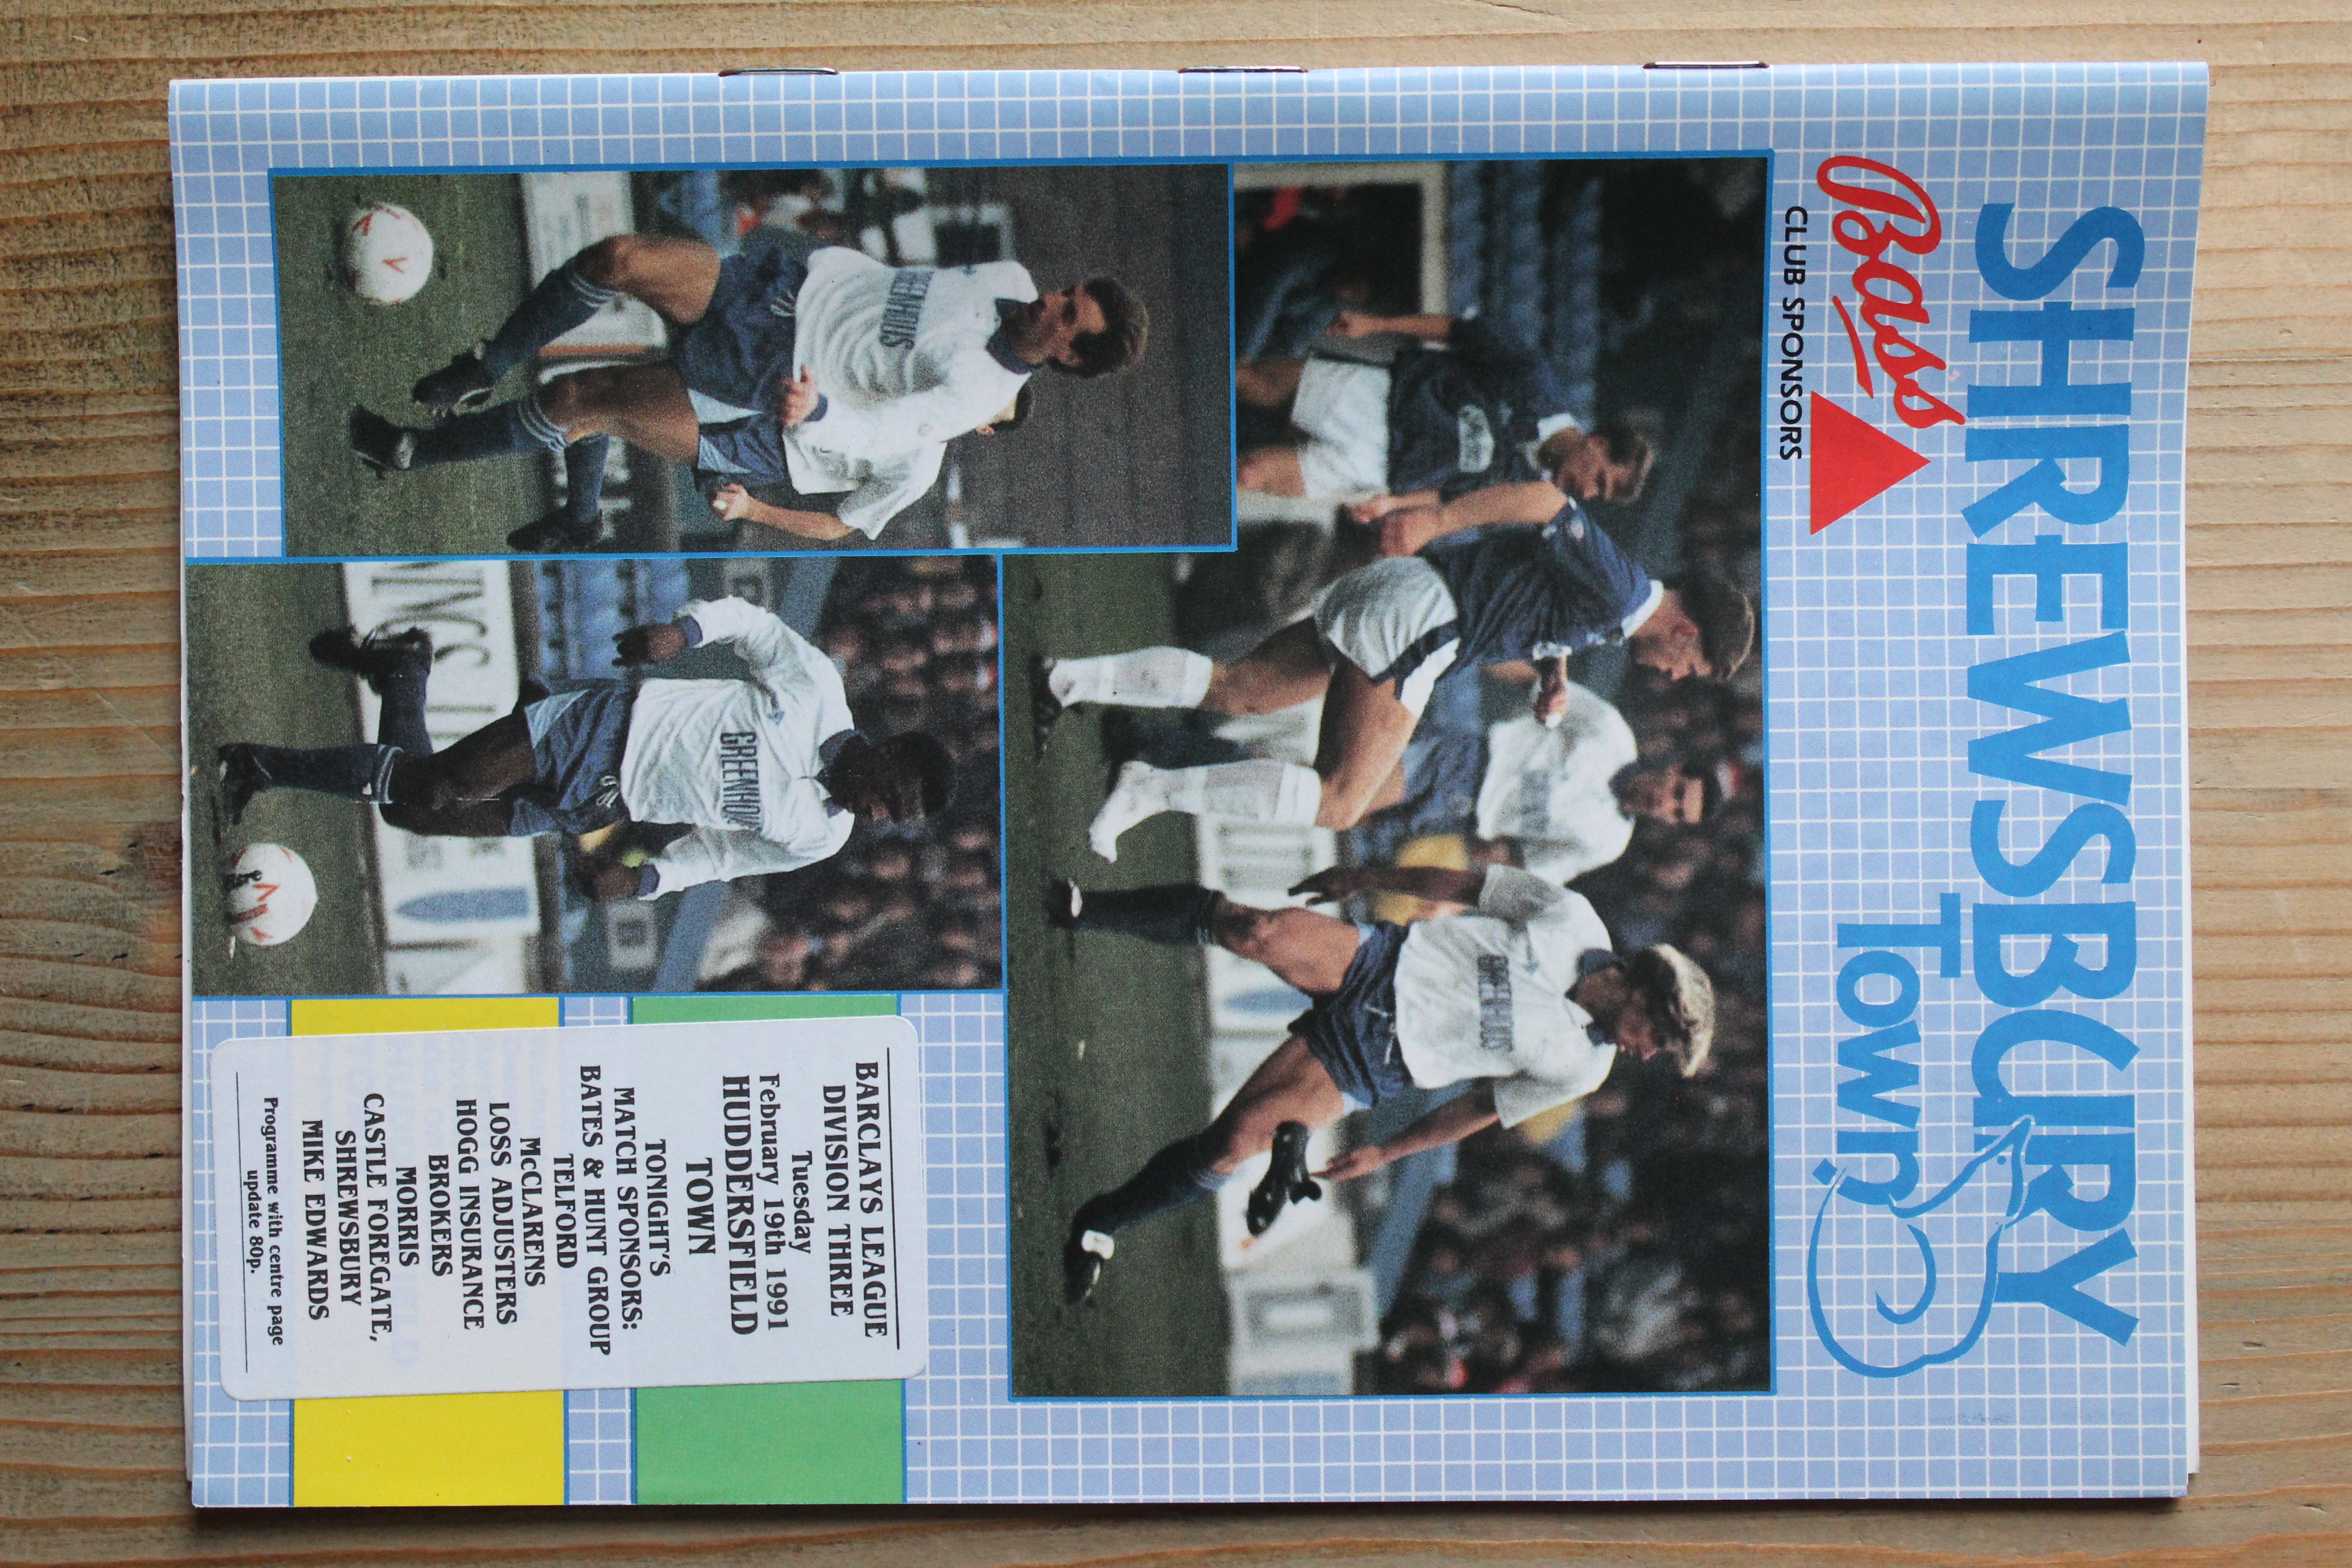 SHREWSBURY
Town
Bass
CLUB SPONSORS
GREENHOUS
GREENHOUS
GREENHOU
BARCLAYS LEAGUE
DIVISION THREE
Tuesday
February 19th 1991
HUDDERSFIELD
TOWN
TONIGHT'S
MATCH SPONSORS:
BATES & HUNT GROUP
TELFORD
McCLARENS
LOSS ADJUSTERS
HOGG INSURANCE
BROKERS
MORRIS
CASTLE FOREGATE,
SHREWSBURY
MIKE EDWARDS
Programme with centre page
update 80p.